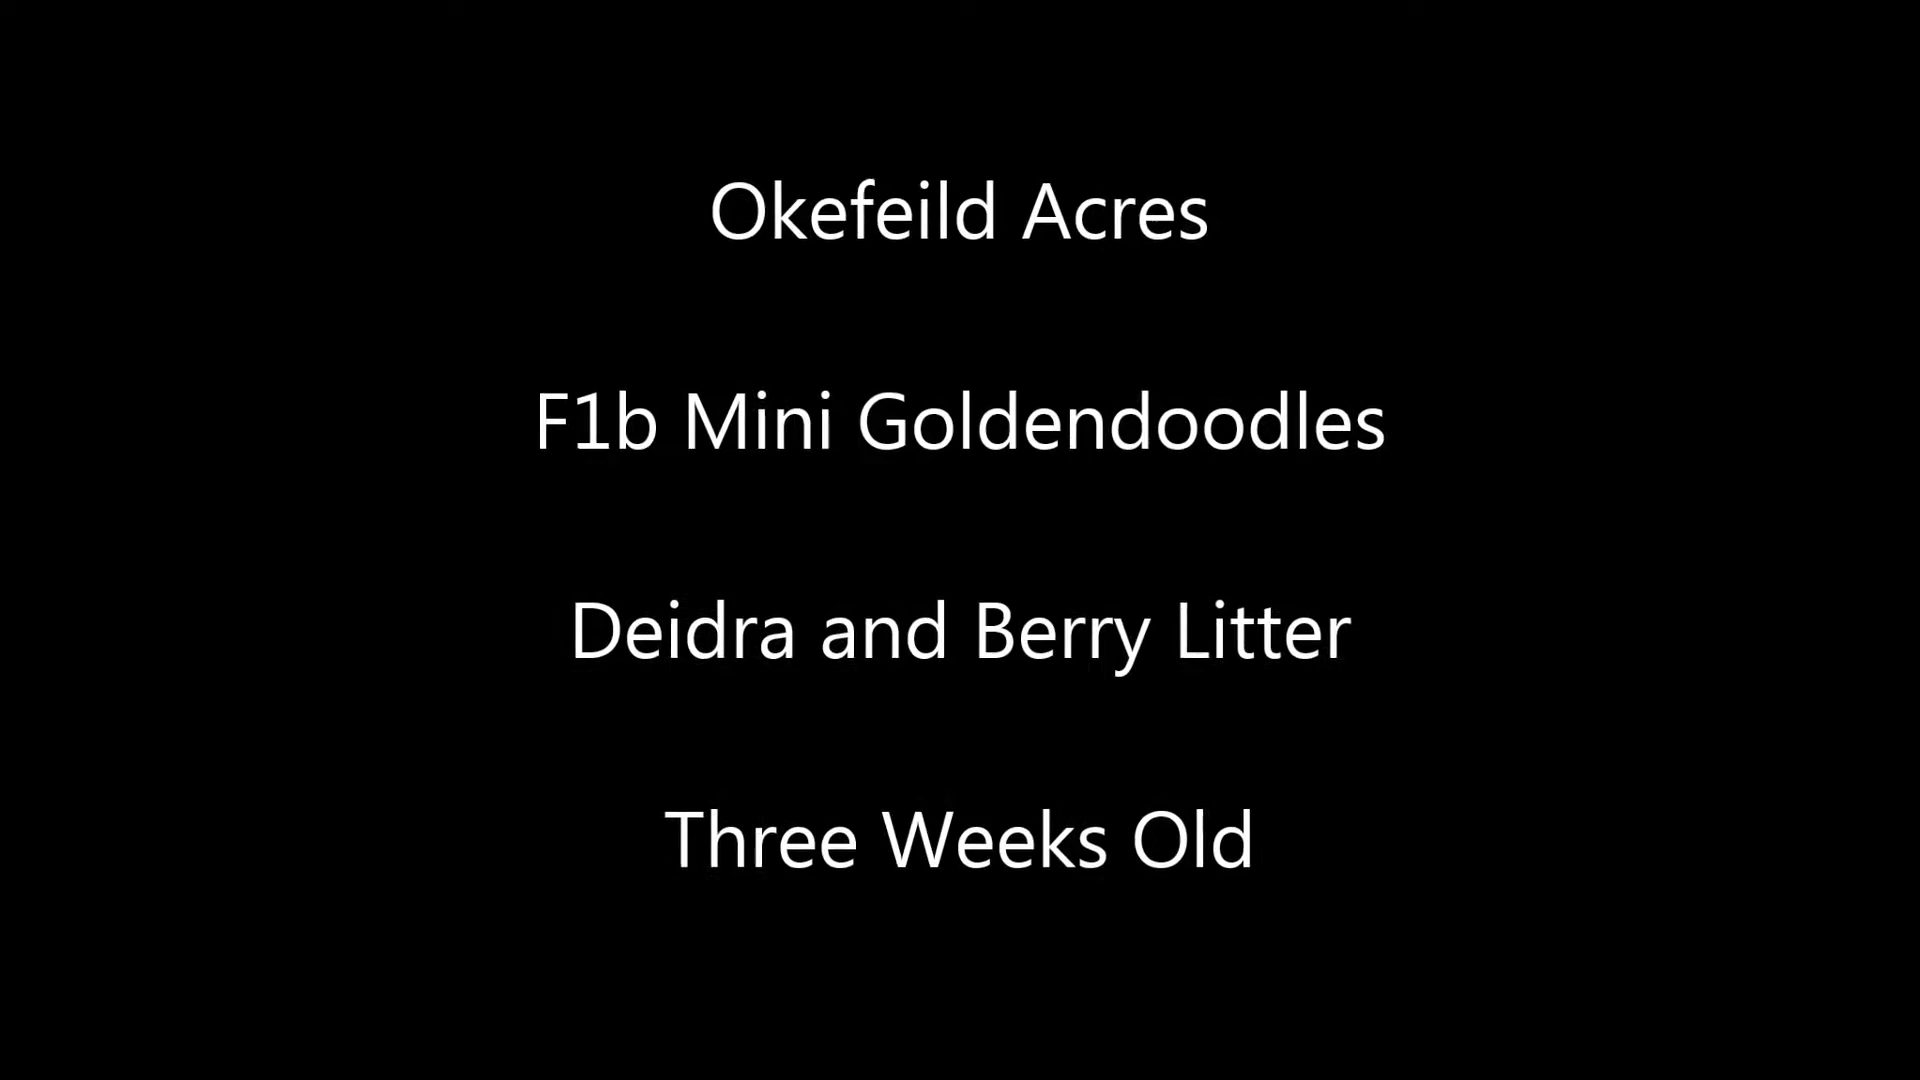 Okefeild Acres
F1b Mini Goldendoodles
Deidra and Berry Litter
Three Weeks Old